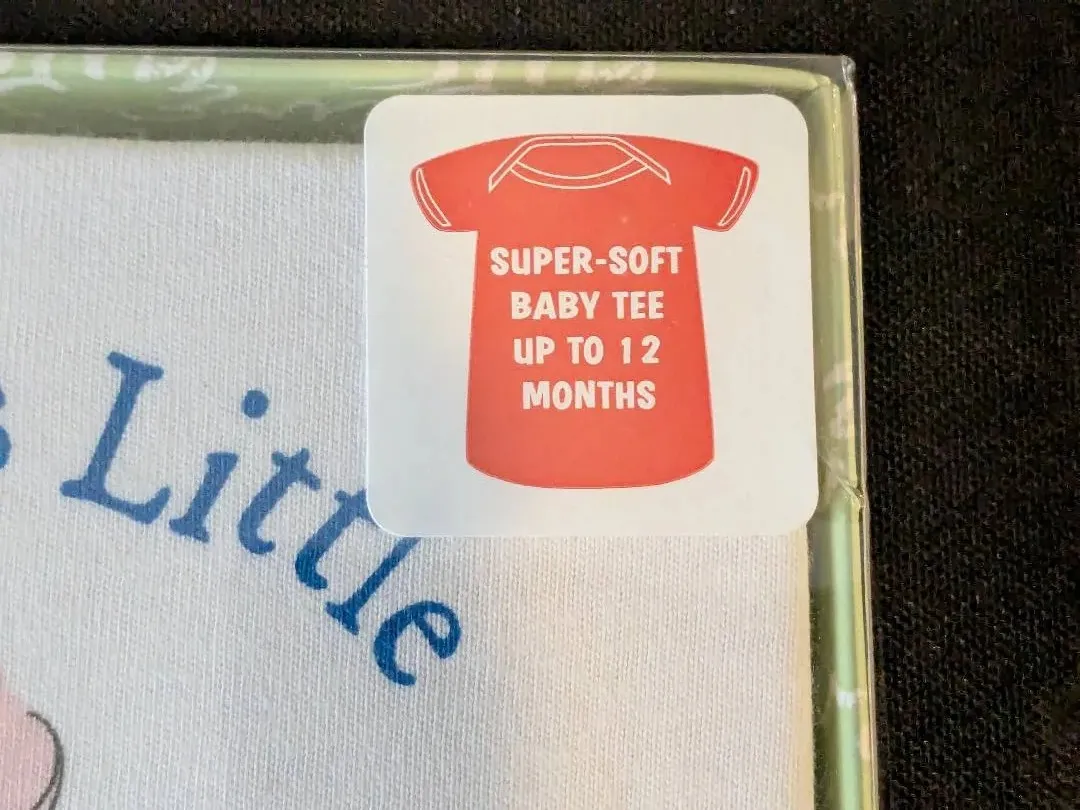 SUPER-SOFT
BABY TEE
UP TO 12
MONTHS
Little